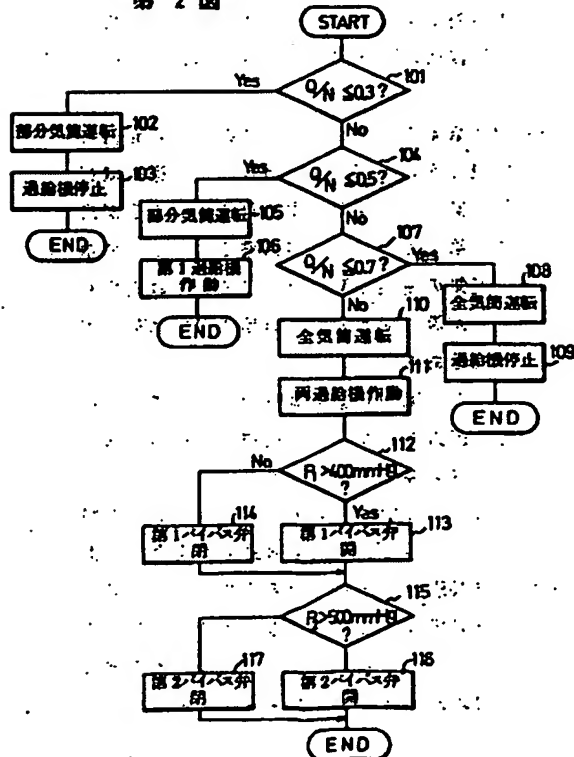 第 2 図
START
Q/N ≦0.3?
101
Yes
No
部分気筒運転
102
過給機停止
103
END
Q/N ≦0.5?
104
Yes
No
部分気筒運転
105
第1過給機
作動
106
END
Q/N ≦0.7?
107
Yes
No
全気筒運転
108
過給機停止
109
END
全気筒運転
110
両過給機作動
111
>400mmHg
?
112
No
Yes
第1バイパス弁
114
第1バイパス弁
開
113
>500mmHg
?
115
第2バイパス弁
117
第2バイパス弁
開
116
END